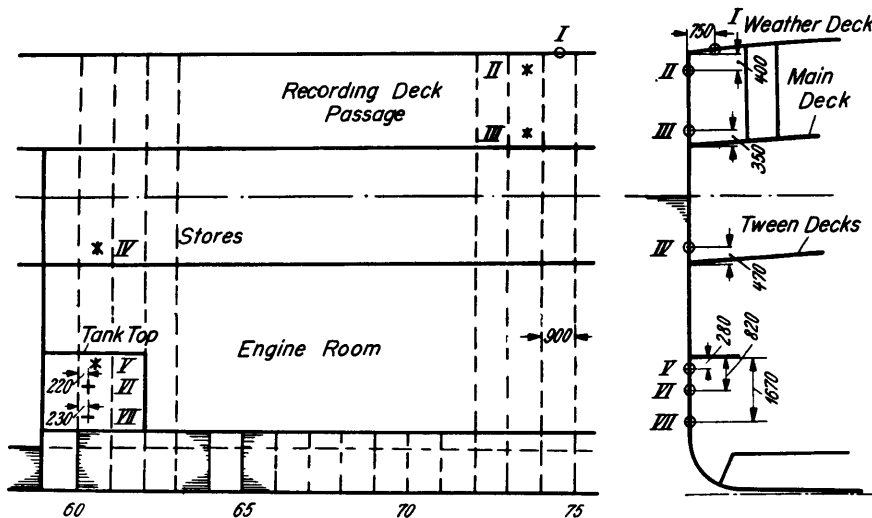 I
II
Recording Deck
Passage
III
IV
Stores
Tank Top
Engine Room
900
220
V
VI
230
VII
60
65
70
75
I
Weather Deck
750
II
400
Main
Deck
III
350
Tween Decks
IV
470
280
820
V
VI
1670
VII